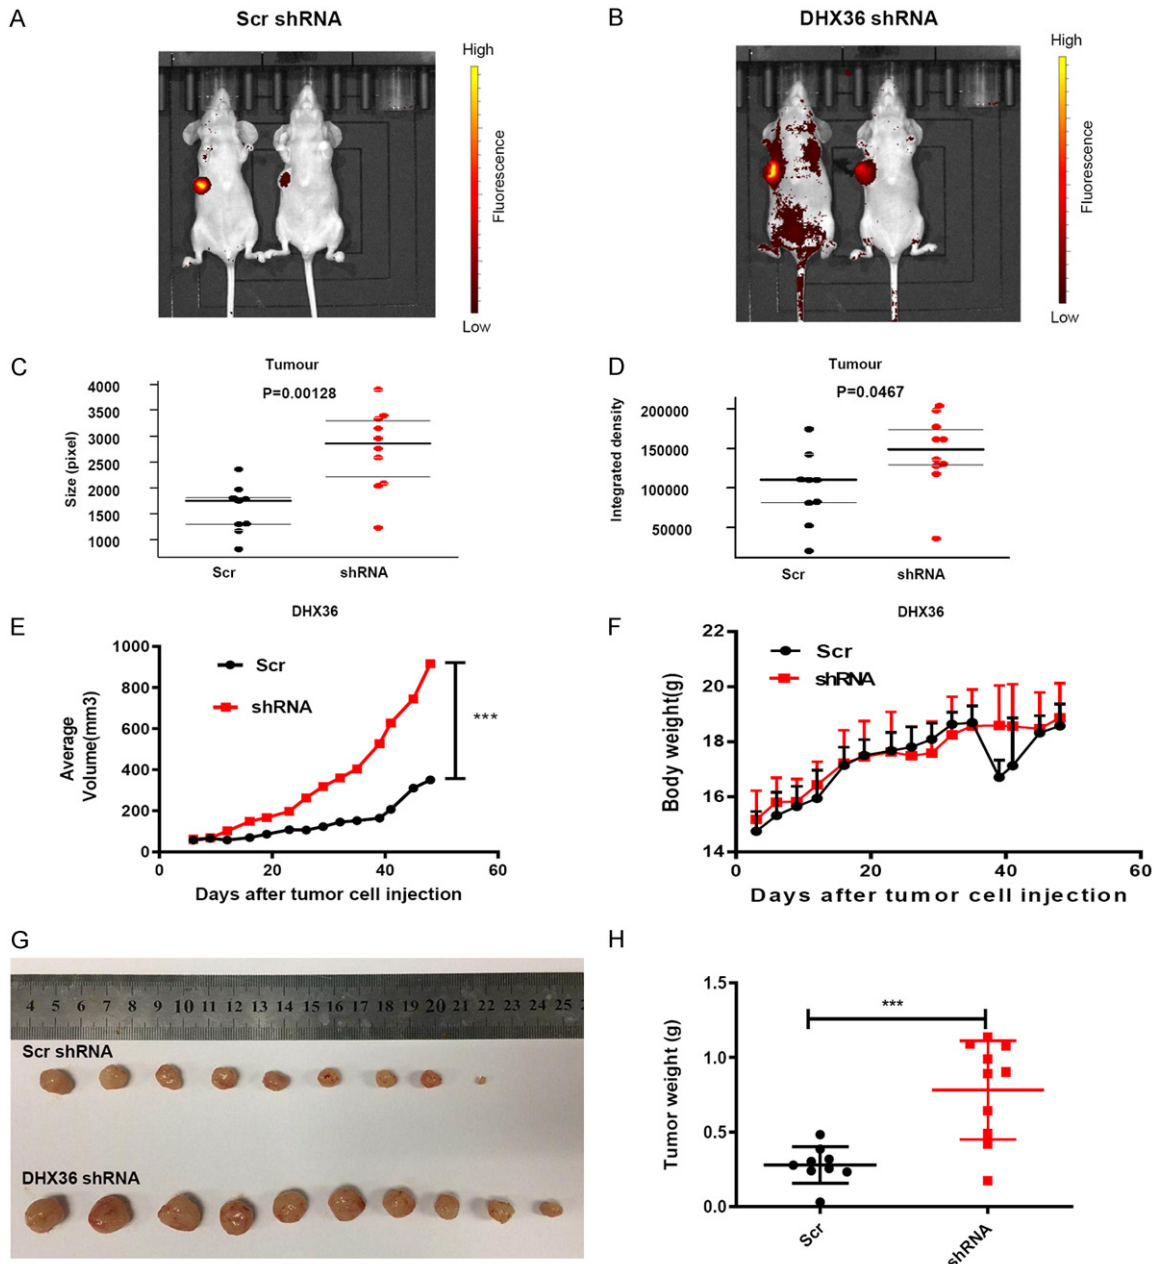 A
Scr shRNA
High
Fluorescence
Low
B
DHX36 shRNA
High
Fluorescence
Low
C
Tumour
P=0.00128
Size (pixel)
4000
3500
3000
2500
2000
1500
1000
Scr
shRNA
D
Tumour
P=0.0467
Integrated density
200000
150000
100000
50000
Scr
shRNA
E
DHX36
Average
Volume(mm3)
1000
800
600
400
200
0
Scr
shRNA
***
0 20 40 60
Days after tumor cell injection
F
DHX36
Body weight(g)
22
20
18
16
14
Scr
shRNA
0 20 40 60
Days after tumor cell injection
G
4 5 6 7 8 9 10 11 12 13 14 15 16 17 18 19 20 21 22 23 24 25
Scr shRNA
DHX36 shRNA
H
Tumor weight (g)
1.5
1.0
0.5
0.0
***
Scr
shRNA